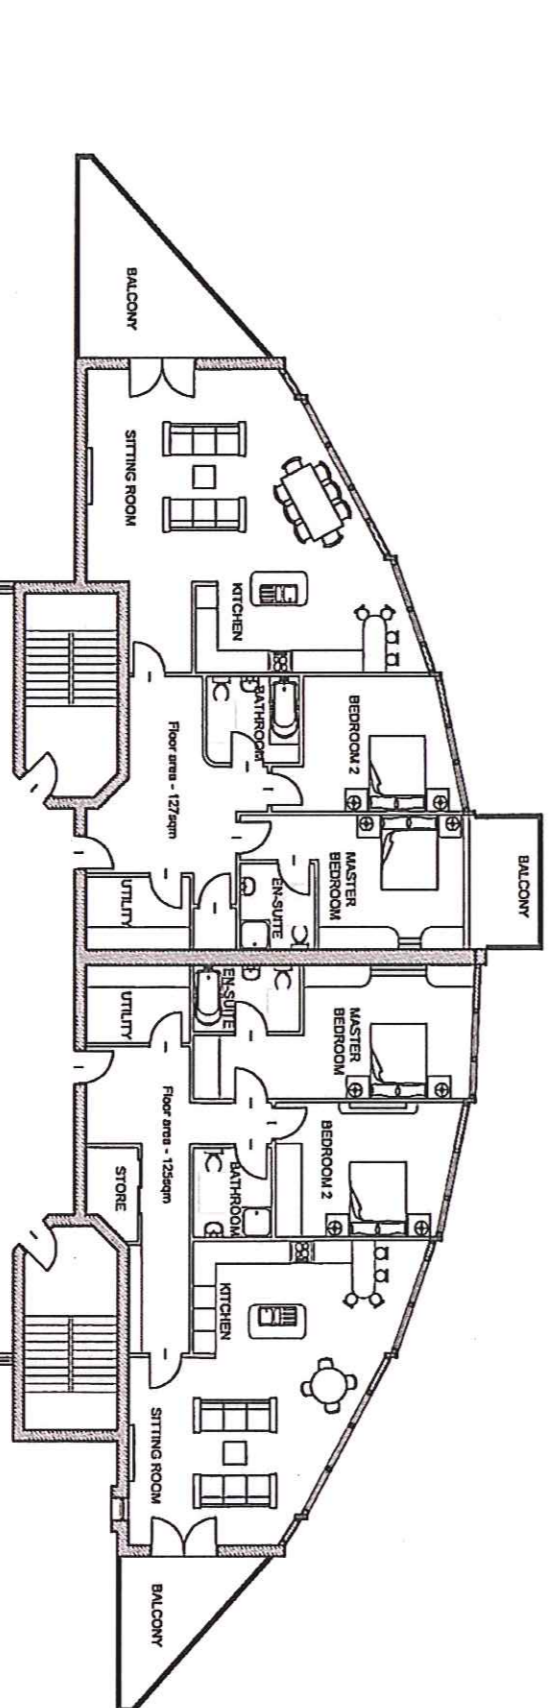 BALCONY
SITTING ROOM
KITCHEN
BATHROOM
BEDROOM 2
Floor area - 127sqm
MASTER
BEDROOM
BALCONY
EN-SUITE
UTILITY
UTILITY
EN-SUITE
MASTER
BEDROOM
Floor area - 125sqm
BEDROOM 2
STORE
BATHROOM
KITCHEN
SITTING ROOM
BALCONY